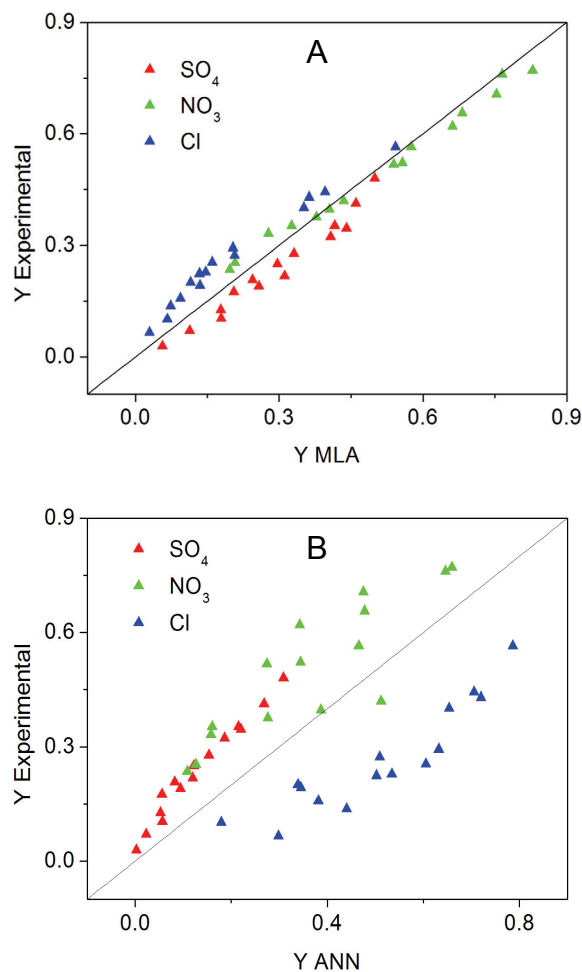 A
SO₄
NO₃
Cl
0.9
0.6
0.3
0.0
Y Experimental
0.0 0.3 0.6 0.9
Y MLA
B
SO₄
NO₃
Cl
0.9
0.6
0.3
0.0
Y Experimental
0.0 0.4 0.8
Y ANN